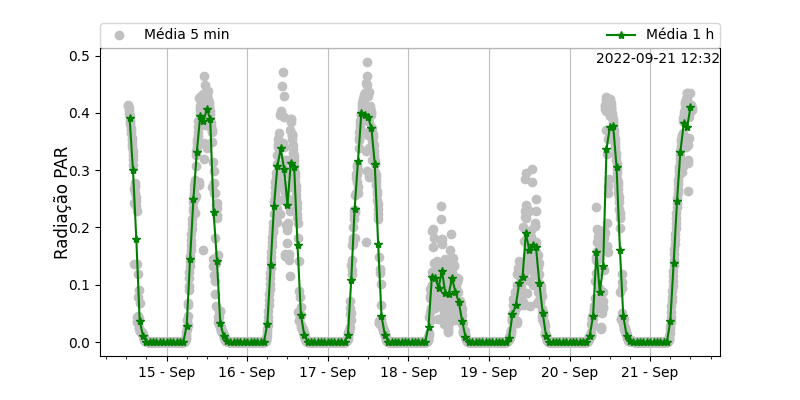 Média 5 min
Média 1 h
2022-09-21 12:32
Radiação PAR
0.5
0.4
0.3
0.2
0.1
0.0
15 - Sep
16 - Sep
17 - Sep
18 - Sep
19 - Sep
20 - Sep
21 - Sep